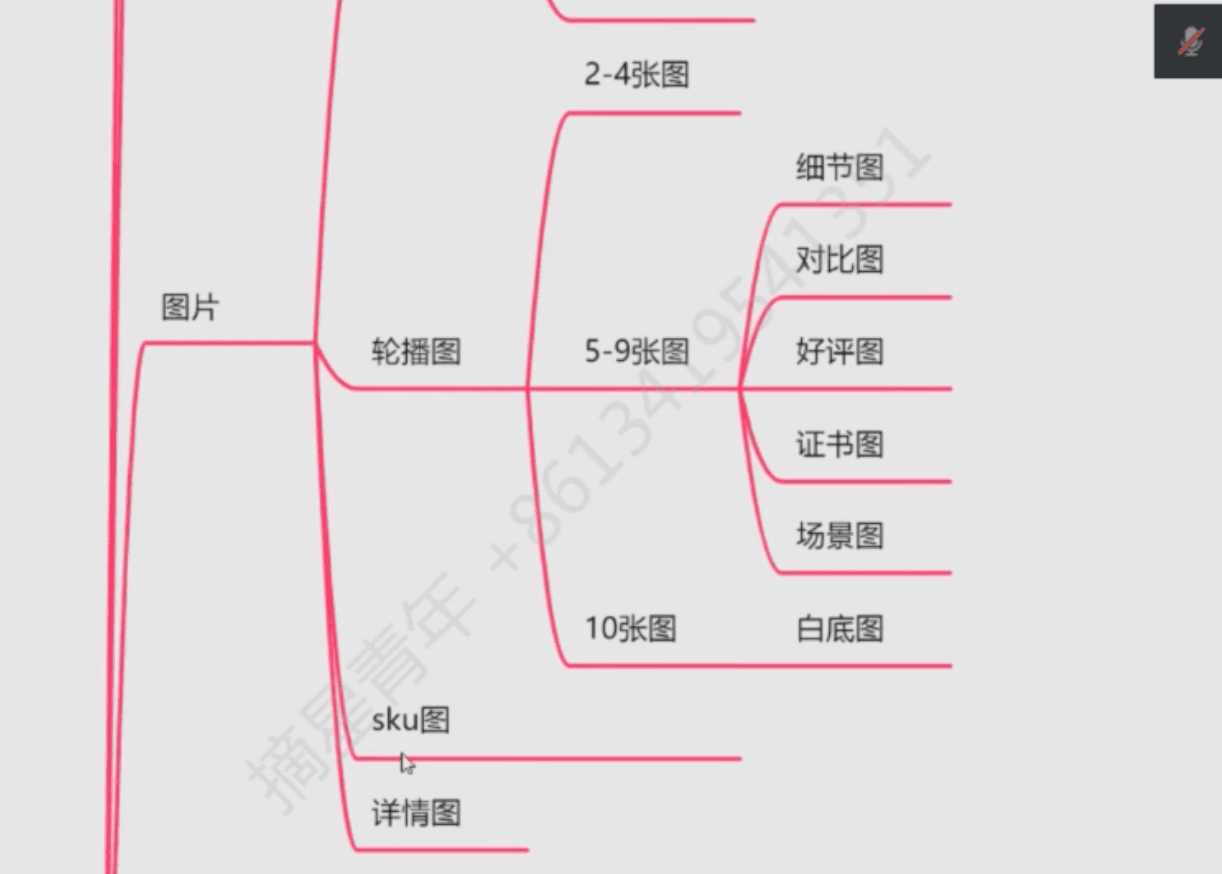 2-4张图
细节图
对比图
图片
轮播图
5-9张图
好评图
证书图
场景图
10张图
白底图
sku图
详情图
摘星青年 +8613419541351